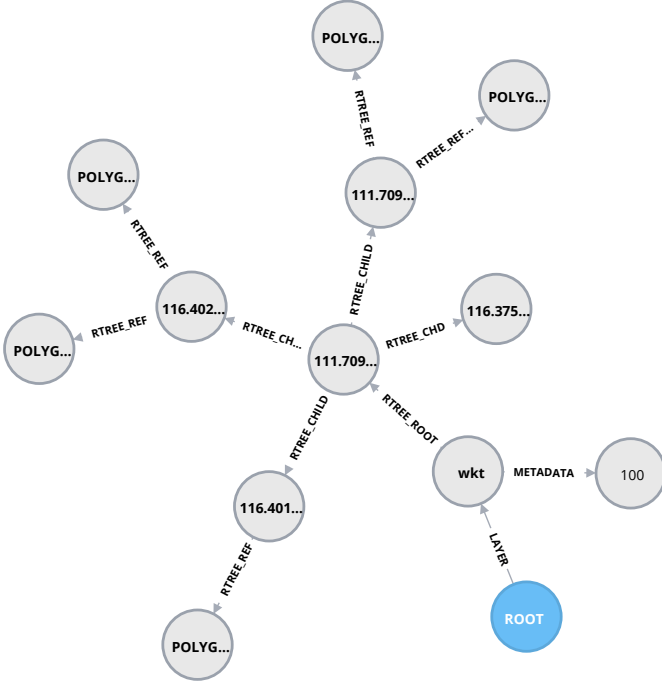 POLYG...
POLYG...
RTREE_REF
RTREE_REF...
POLYG...
111.709...
RTREE_REF
RTREE_CHILD
116.402...
116.375...
POLYG...
RTREE_REF
RTREE_CH...
RTREE_CHD
111.709...
RTREE_CHILD
RTREE_ROOT
wkt
METADATA
100
116.401...
LAYER
RTREE_REF
ROOT
POLYG...